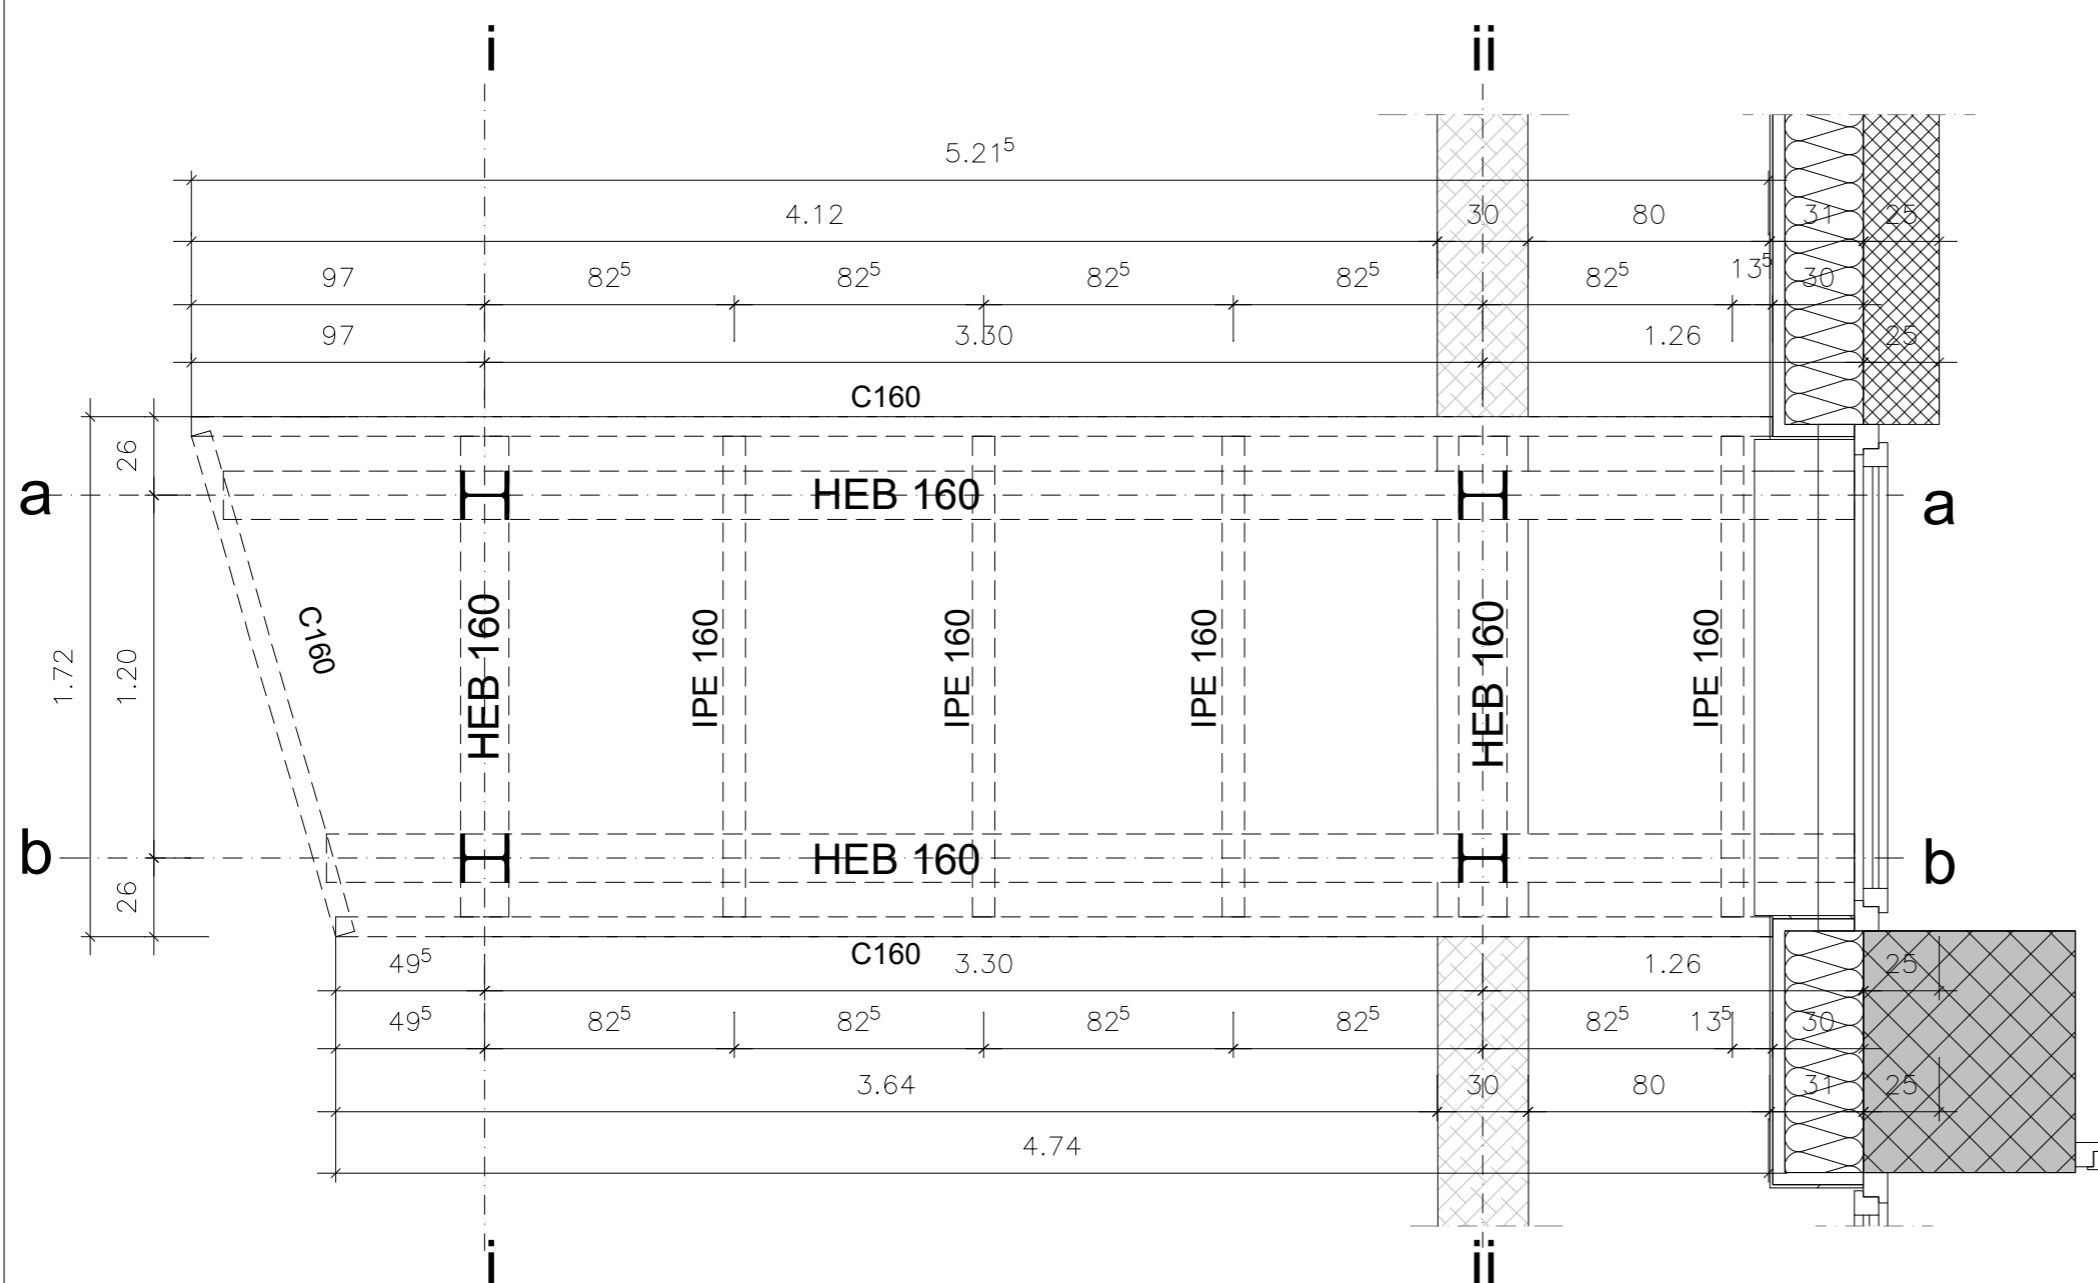 i ii
5.21⁵
4.12 30 80 31 25
97 82⁵ 82⁵ 82⁵ 82⁵ 82⁵ 13⁵ 30
97 3.30 1.26 25
C160
26
a HEB 160 a
C160
HEB 160
IPE 160
IPE 160
IPE 160
HEB 160
IPE 160
1.72
1.20
b HEB 160 b
26
C160
49⁵ 3.30 1.26 25
49⁵ 82⁵ 82⁵ 82⁵ 82⁵ 82⁵ 13⁵ 30
3.64 30 80 31 25
4.74
i ii